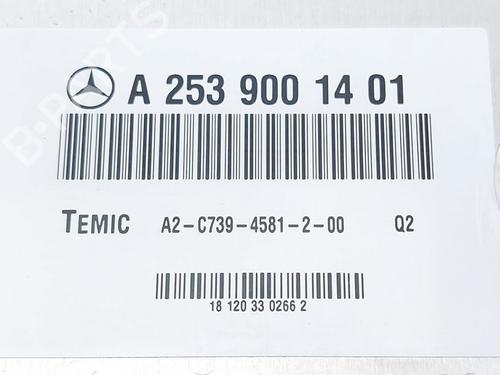 A 253 900 14 01
TEMIC A2-C739-4581-2-00 Q2
18 120 33 0266 2
B-PARTS